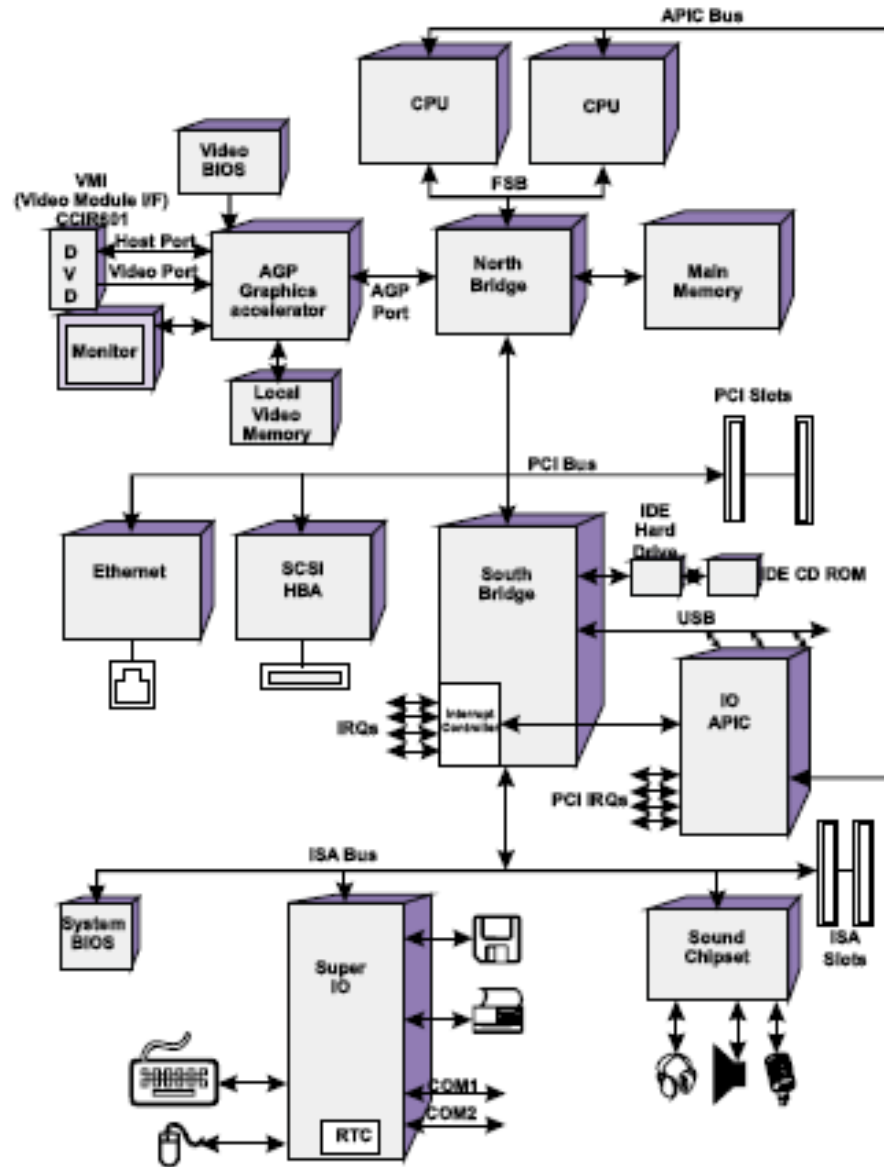 APIC Bus
CPU
CPU
Video
BIOS
FSB
VMI
(Video Module I/F)
CCIR601
Host Port
D
V
D
Video Port
AGP
Graphics
accelerator
AGP
Port
North
Bridge
Main
Memory
Monitor
Local
Video
Memory
PCI Slots
PCI Bus
IDE
Hard
Drive
Ethernet
SCSI
HBA
South
Bridge
IDE CD ROM
USB
IRQs
Interrupt
Controller
IO
APIC
PCI IRQs
ISA Bus
System
BIOS
Super
IO
Sound
Chipset
ISA
Slots
COM1
COM2
RTC